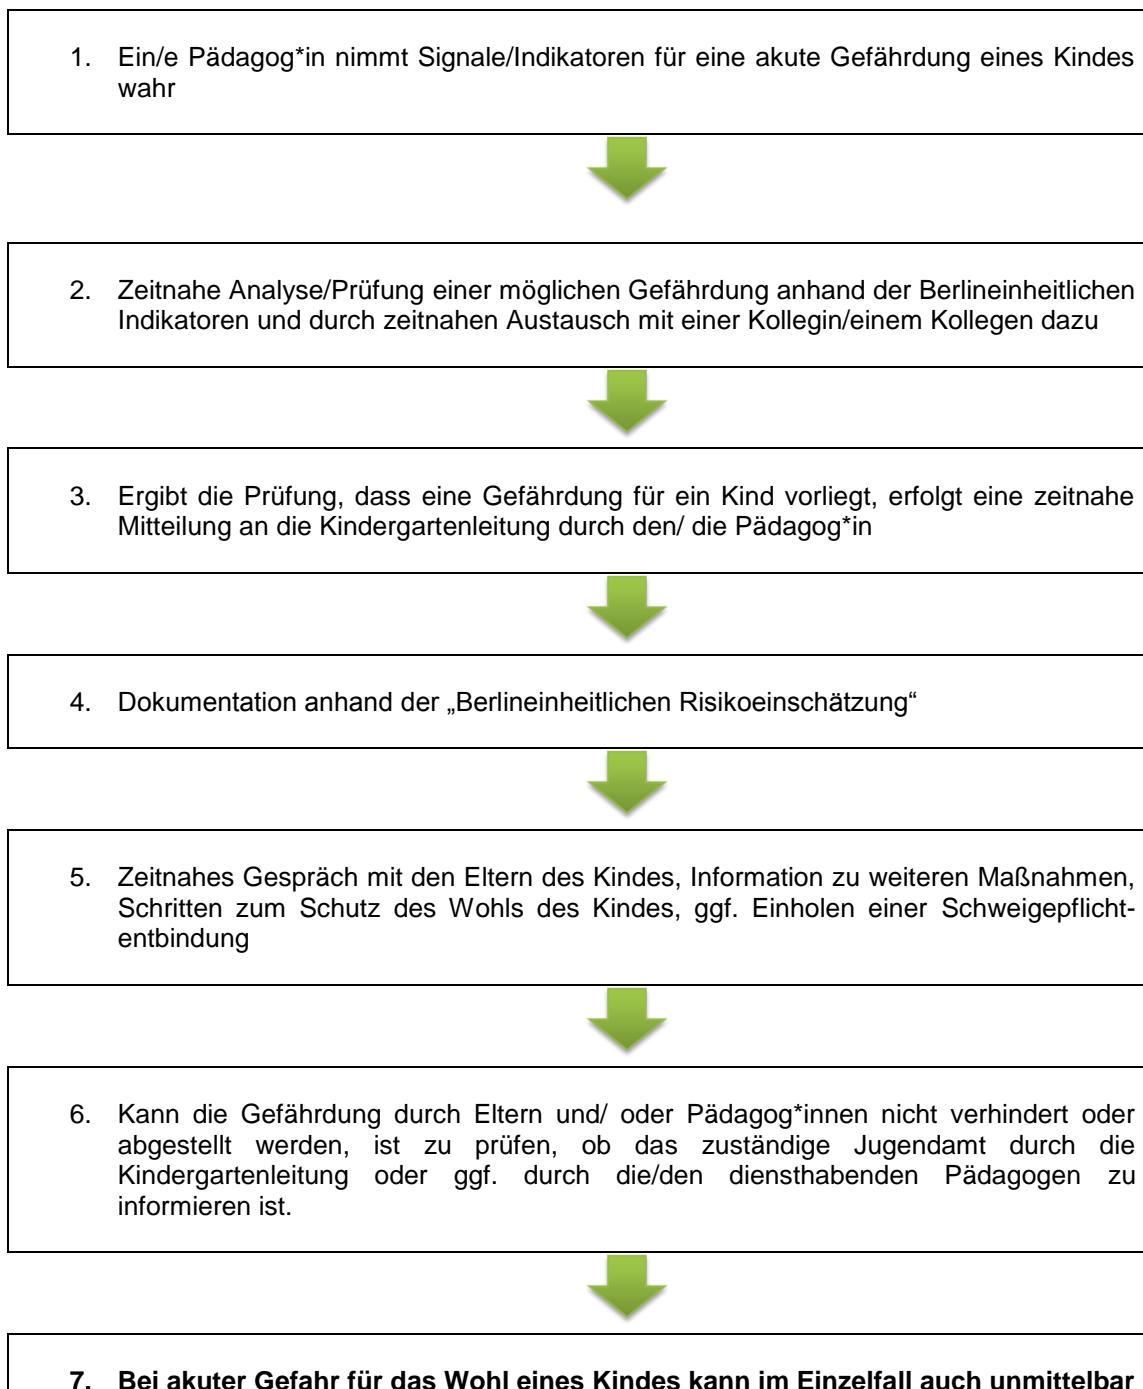 1. Ein/e Pädagog*in nimmt Signale/Indikatoren für eine akute Gefährdung eines Kindes
wahr
2. Zeitnahe Analyse/Prüfung einer möglichen Gefährdung anhand der Berlineinheitlichen
Indikatoren und durch zeitnahen Austausch mit einer Kollegin/einem Kollegen dazu
3. Ergibt die Prüfung, dass eine Gefährdung für ein Kind vorliegt, erfolgt eine zeitnahe
Mitteilung an die Kindergartenleitung durch den/ die Pädagog*in
4. Dokumentation anhand der „Berlineinheitlichen Risikoeinschätzung“
5. Zeitnahes Gespräch mit den Eltern des Kindes, Information zu weiteren Maßnahmen,
Schritten zum Schutz des Wohls des Kindes, ggf. Einholen einer Schweigepflicht-
entbindung
6. Kann die Gefährdung durch Eltern und/ oder Pädagog*innen nicht verhindert oder
abgestellt werden, ist zu prüfen, ob das zuständige Jugendamt durch die
Kindergartenleitung oder ggf. durch die/den diensthabenden Pädagogen zu
informieren ist.
7. Bei akuter Gefahr für das Wohl eines Kindes kann im Einzelfall auch unmittelbar